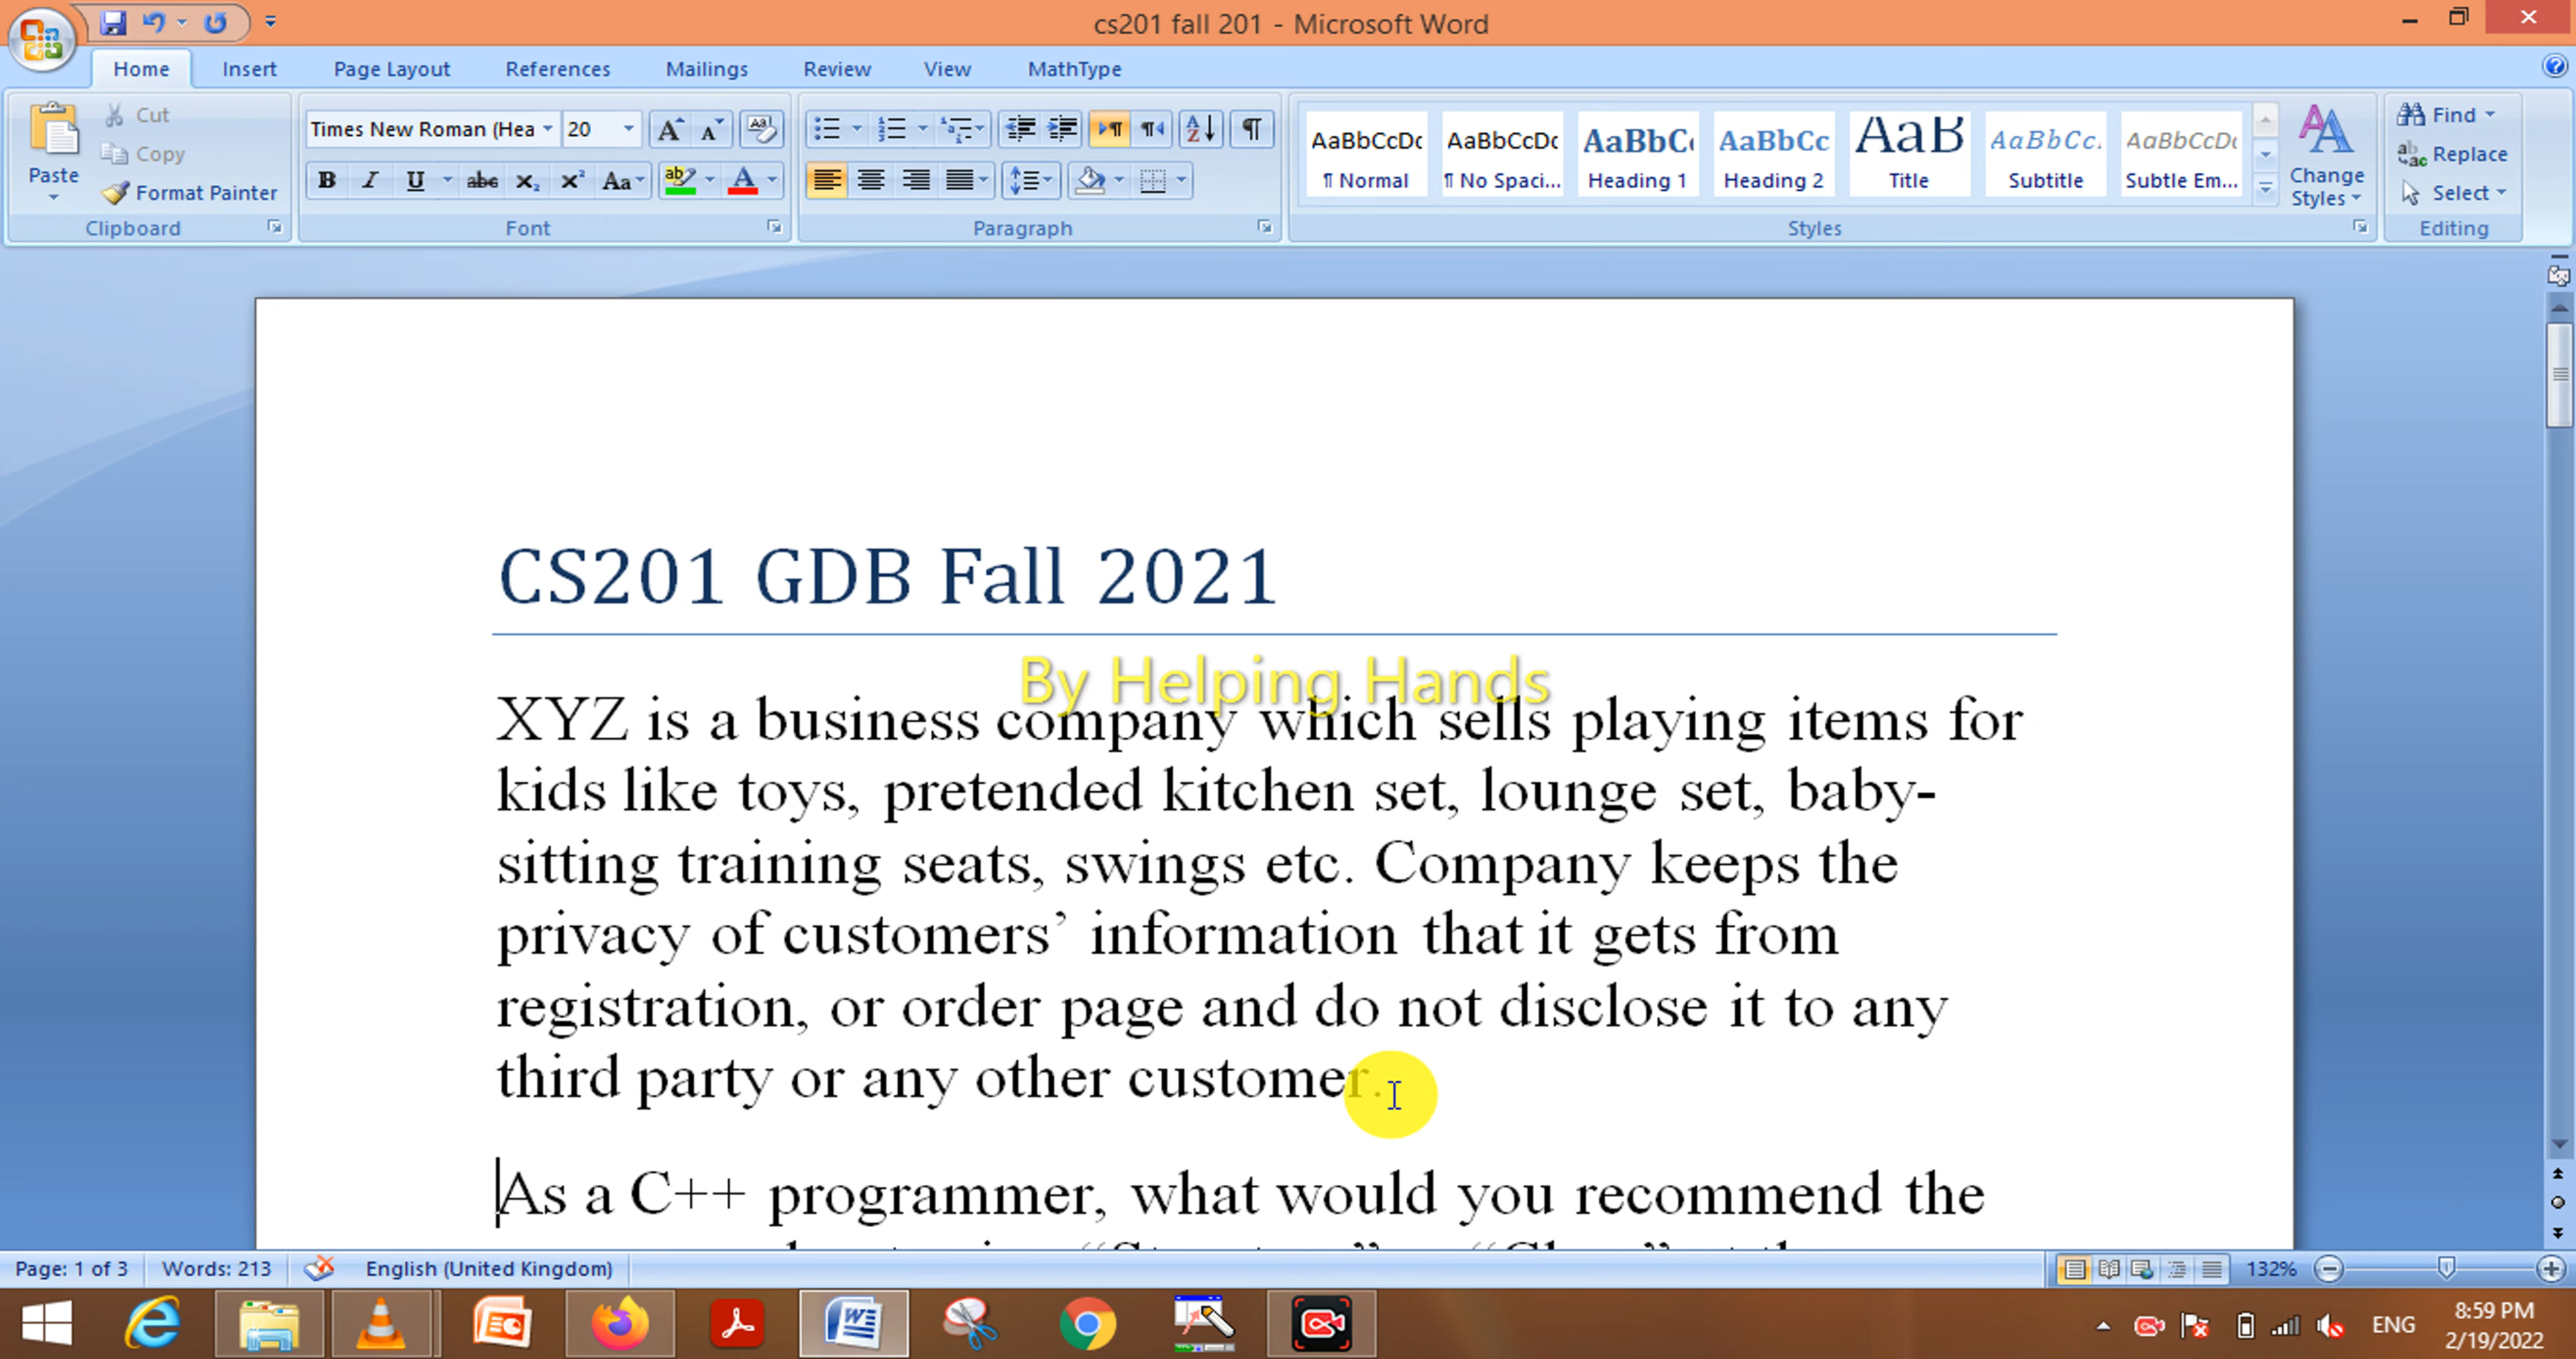 cs201 fall 201 - Microsoft Word
Home Insert Page Layout References Mailings Review View MathType
Paste
Cut
Copy
Format Painter
Clipboard
Times New Roman (Hea 20
Font
Paragraph
AaBbCcDc AaBbCcDc AaBbC AaBbCc AaB AaBbCc. AaBbCcDc
¶ Normal ¶ No Spaci... Heading 1 Heading 2 Title Subtitle Subtle Em...
Change
Styles
Styles
Find
Replace
Select
Editing
CS201 GDB Fall 2021
By Helping Hands
XYZ is a business company which sells playing items for
kids like toys, pretended kitchen set, lounge set, baby-
sitting training seats, swings etc. Company keeps the
privacy of customers’ information that it gets from
registration, or order page and do not disclose it to any
third party or any other customer.
As a C++ programmer, what would you recommend the
Page: 1 of 3 Words: 213 English (United Kingdom) 132%
ENG
8:59 PM
2/19/2022